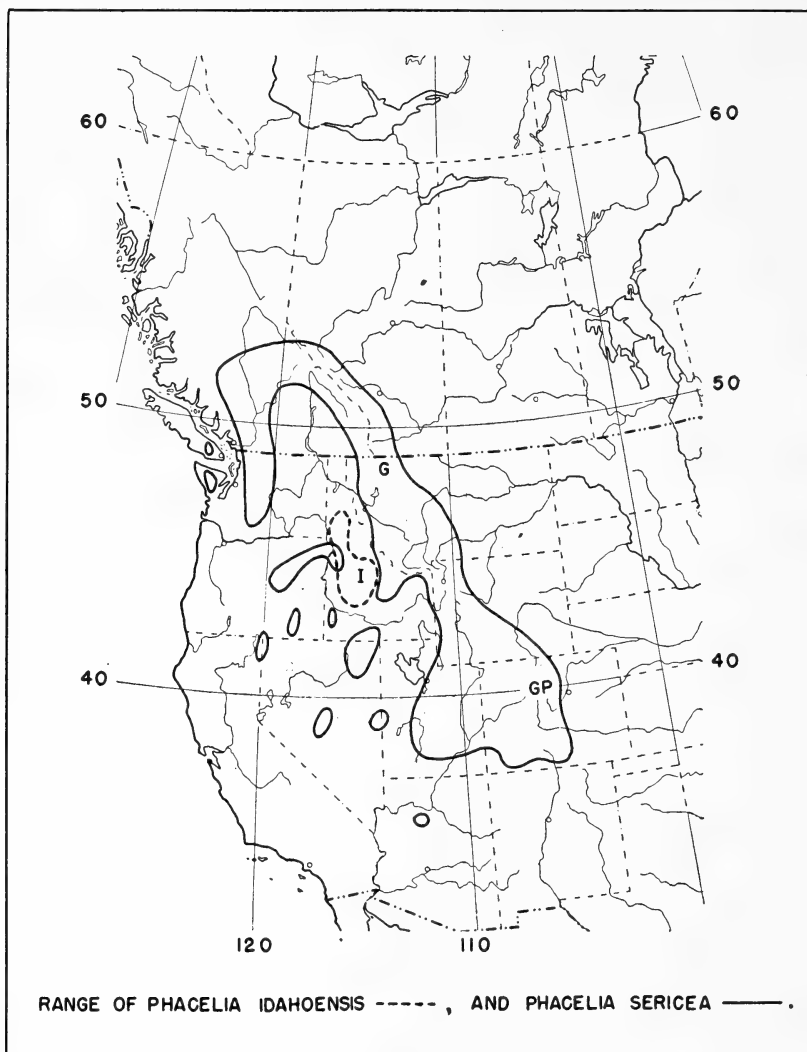 60
60
50
50
G
I
40
40
GP
120
110
RANGE OF PHACELIA IDAHOENSIS -----, AND PHACELIA SERICEA ———.